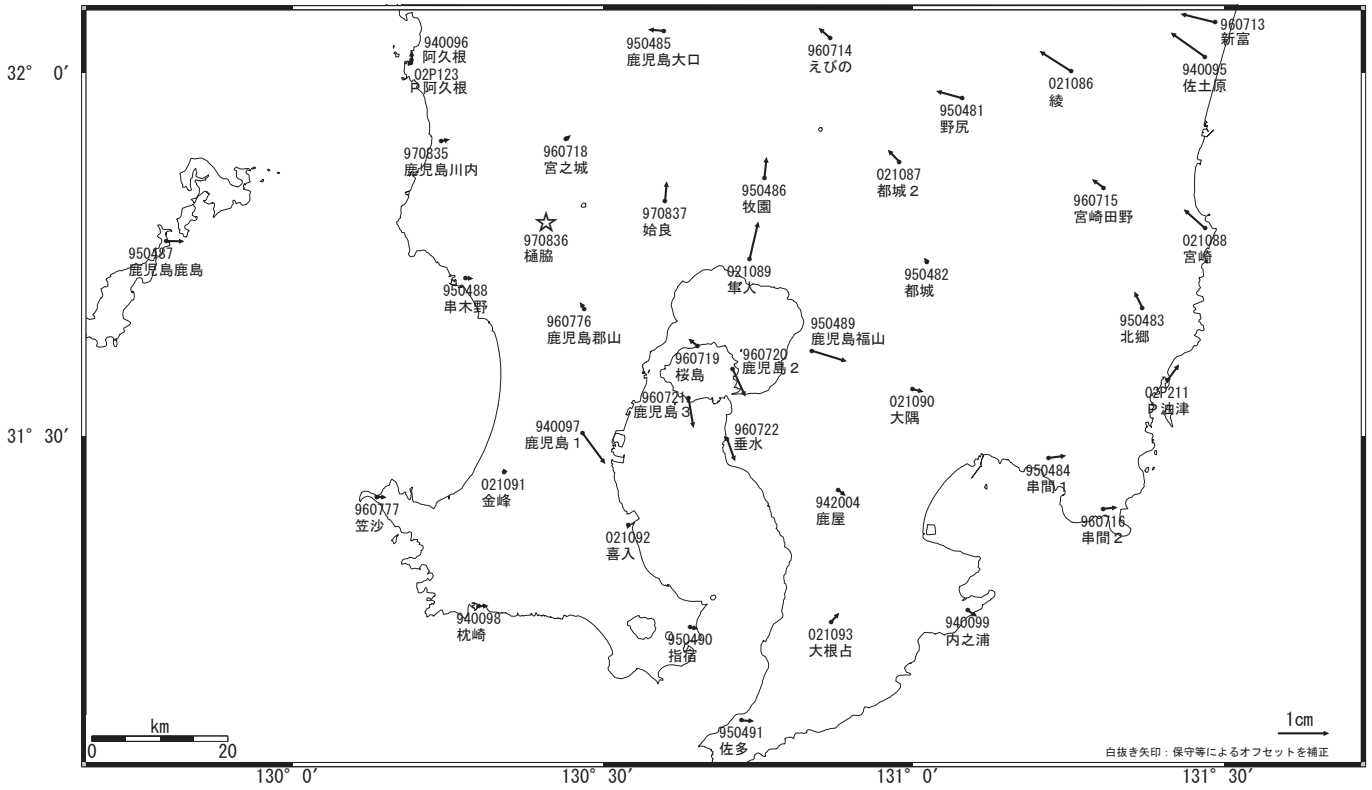 940096
阿久根
02P123
P阿久根
950485
鹿児島大口
960714
えびの
960713
新富
940095
佐土原
021086
綾
950481
野尻
32° 0′
970835
鹿児島川内
960718
宮之城
970837
姶良
950486
牧園
021087
都城2
960715
宮崎田野
021088
宮崎
☆
970836
樋脇
950487
鹿児島鹿島
950488
串木野
021089
隼人
950482
都城
960776
鹿児島郡山
950489
鹿児島福山
950483
北郷
960719
桜島
960720
鹿児島2
960721
鹿児島3
021090
大隅
02P211
P油津
940097
鹿児島1
960722
垂水
31° 30′
960777
笠沙
021091
金峰
942004
鹿屋
950484
串間1
960716
串間2
021092
喜入
940098
枕崎
950490
指宿
021093
大根占
940099
内之浦
950491
佐多
km
0 20
1cm
白抜き矢印：保守等によるオフセットを補正
130° 0′ 130° 30′ 131° 0′ 131° 30′